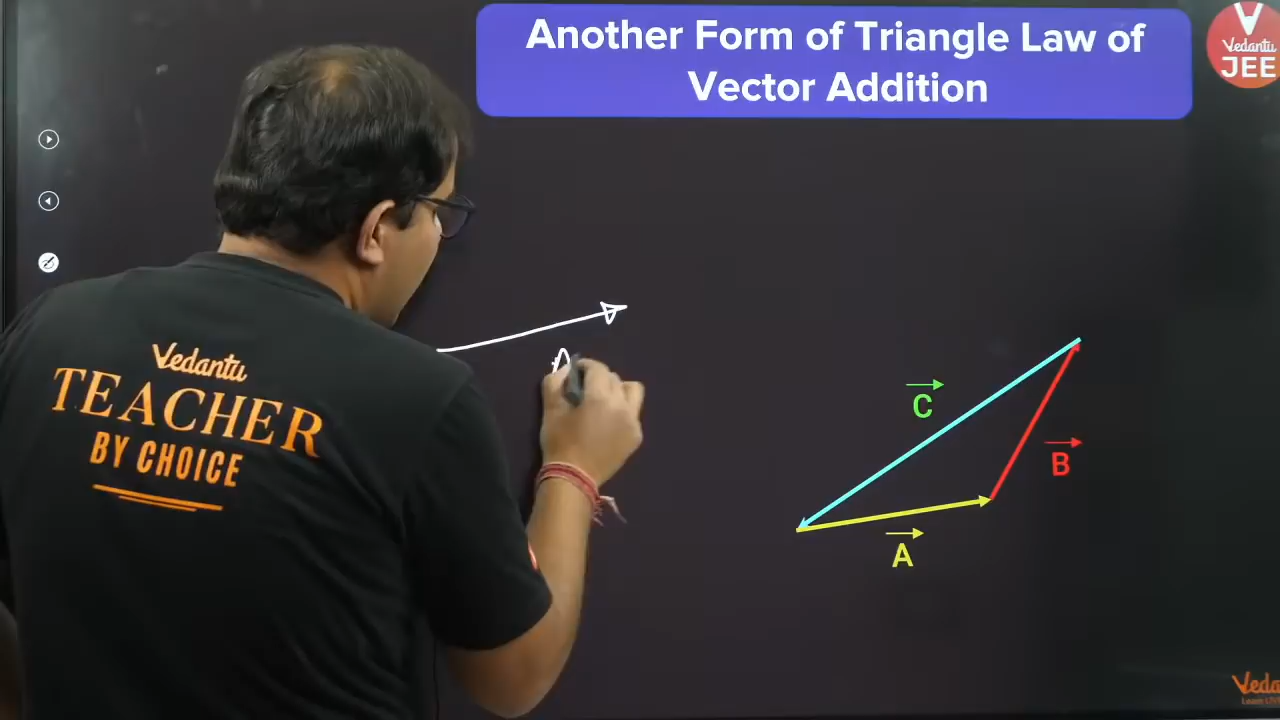 Another Form of Triangle Law of
Vector Addition
Vedantu
JEE
Vedantu
TEACHER
BY CHOICE
C
B
A
A